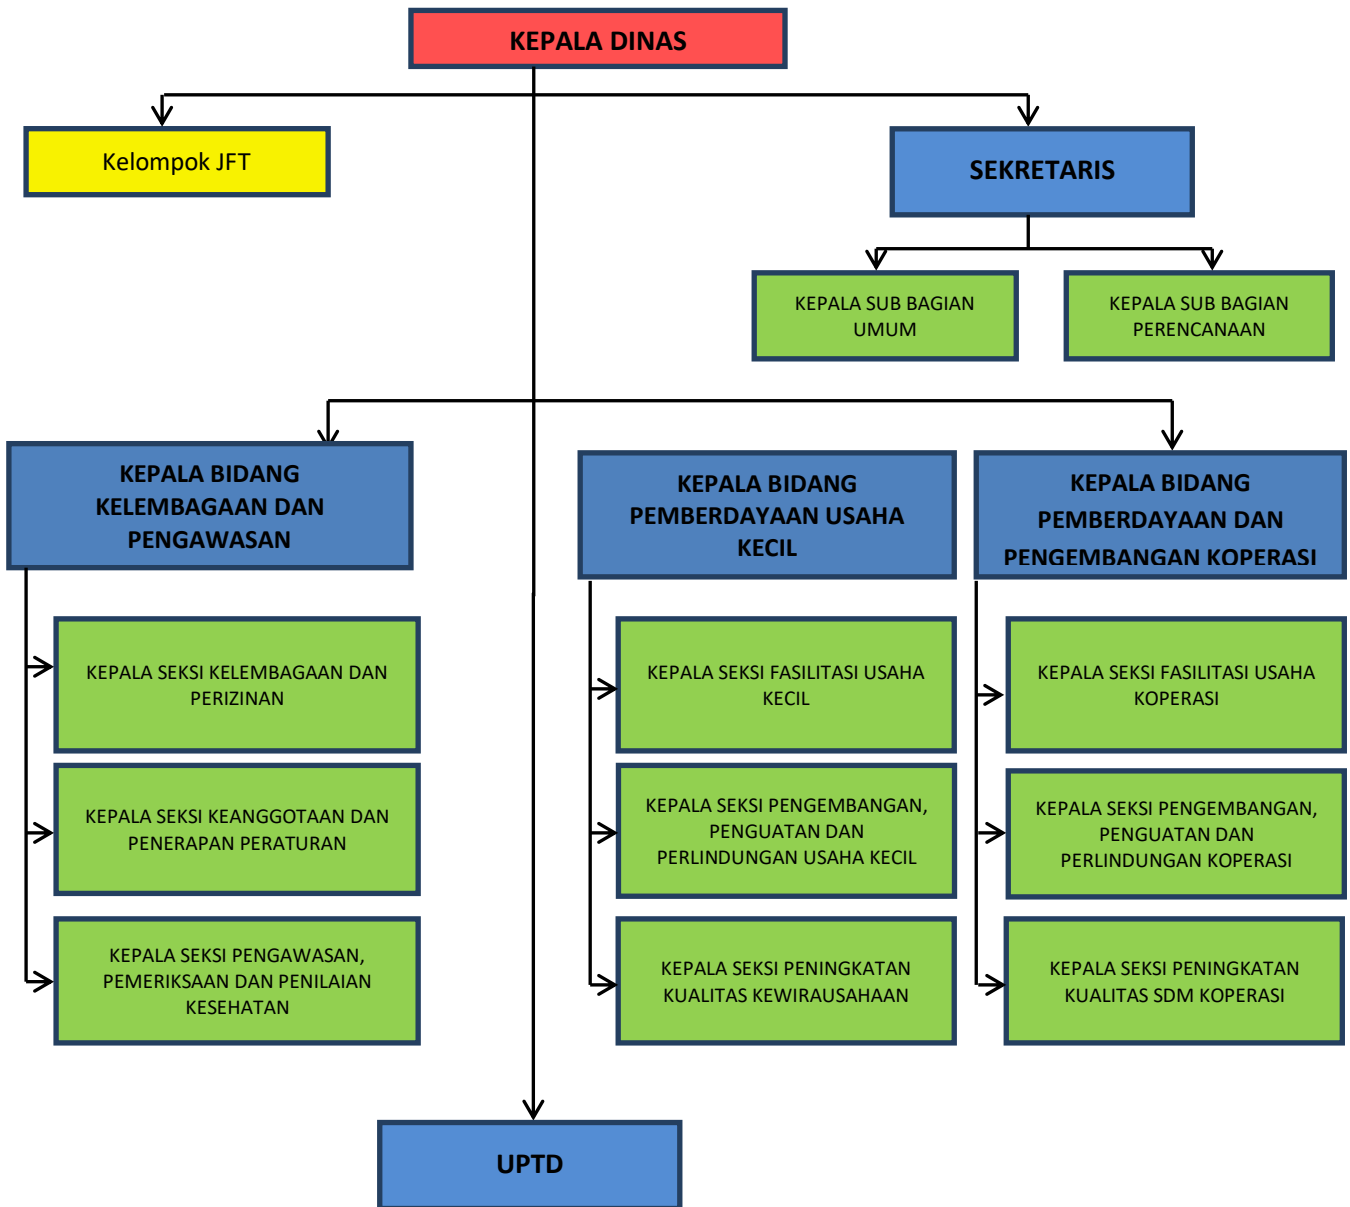 KEPALA DINAS
Kelompok JFT
SEKRETARIS
KEPALA SUB BAGIAN
UMUM
KEPALA SUB BAGIAN
PERENCANAAN
KEPALA BIDANG
KELEMBAGAAN DAN
PENGAWASAN
KEPALA BIDANG
PEMBERDAYAAN USAHA
KECIL
KEPALA BIDANG
PEMBERDAYAAN DAN
PENGEMBANGAN KOPERASI
KEPALA SEKSI KELEMBAGAAN DAN
PERIZINAN
KEPALA SEKSI FASILITASI USAHA
KECIL
KEPALA SEKSI FASILITASI USAHA
KOPERASI
KEPALA SEKSI KEANGGOTAAN DAN
PENERAPAN PERATURAN
KEPALA SEKSI PENGEMBANGAN,
PENGUATAN DAN
PERLINDUNGAN USAHA KECIL
KEPALA SEKSI PENGEMBANGAN,
PENGUATAN DAN
PERLINDUNGAN KOPERASI
KEPALA SEKSI PENGAWASAN,
PEMERIKSAAN DAN PENILAIAN
KESEHATAN
KEPALA SEKSI PENINGKATAN
KUALITAS KEWIRAUSAHAAN
KEPALA SEKSI PENINGKATAN
KUALITAS SDM KOPERASI
UPTD